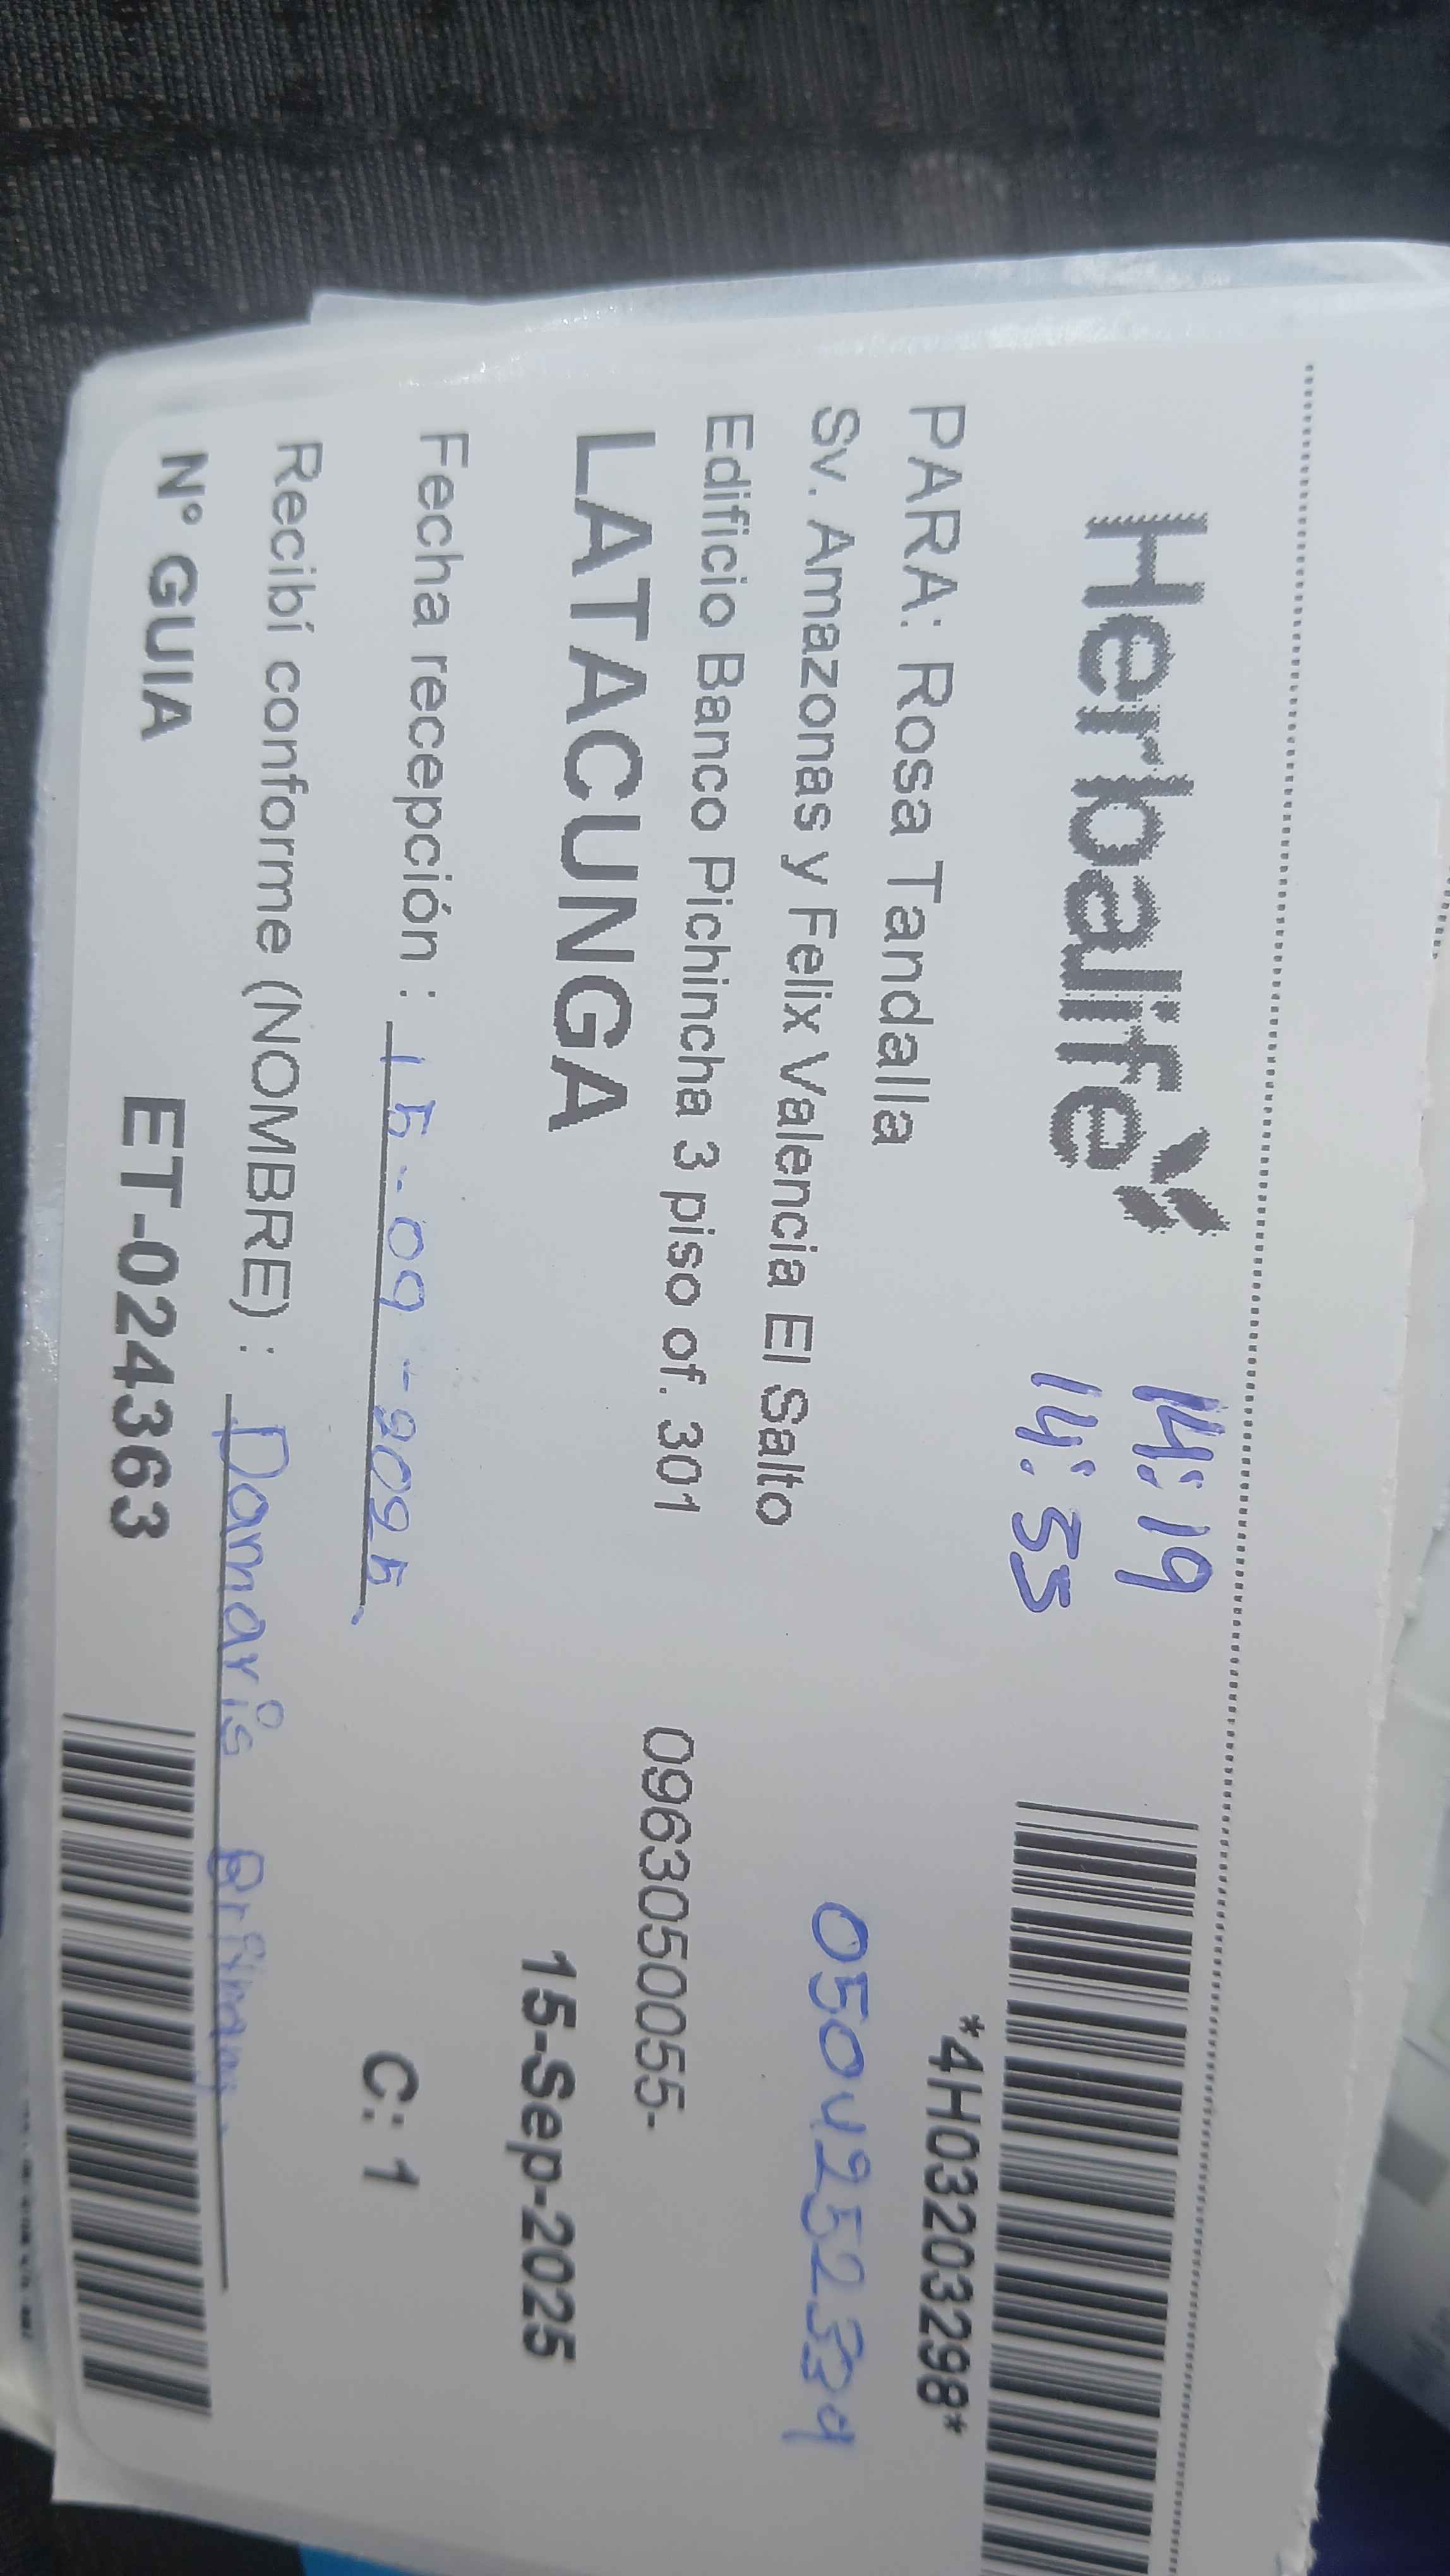 Herbalife
14:19
14:55
*4H03203298*
PARA: Rosa Tandalla
Sv. Amazonas y Felix Valencia El Salto
Edificio Banco Pichincha 3 piso of. 301
0963050055-
LATACUNGA
15-Sep-2025
Fecha recepción : 15-09-2025.
C: 1
Recibí conforme (NOMBRE) : Damaris
N° GUIA ET-024363